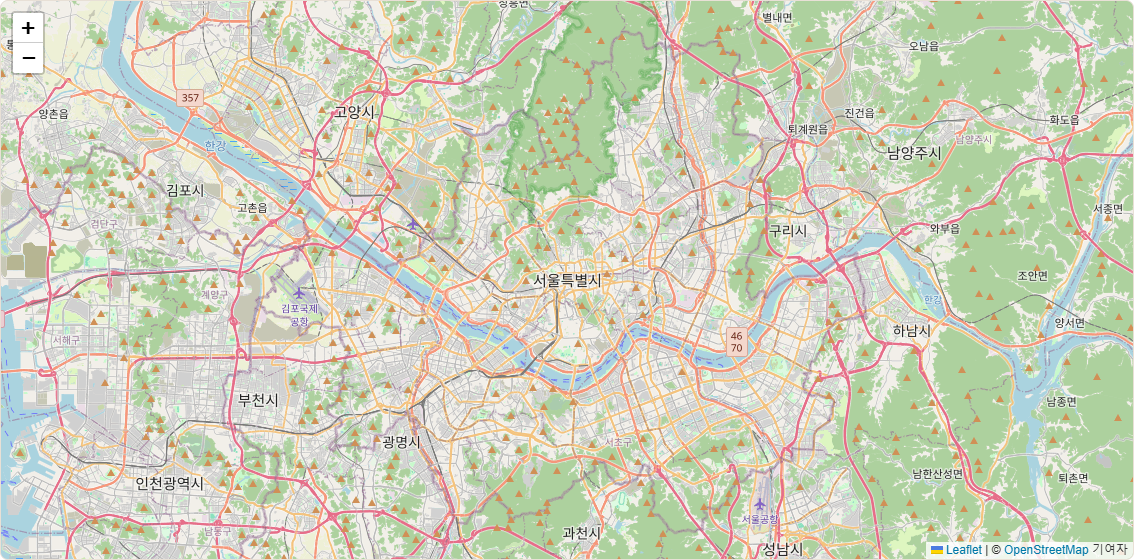 별내면
+
오남읍
−
357
고양시
양촌읍
진건읍
화도읍
퇴계원읍
남양주시
한강
남양주시
김포시
고촌읍
서종면
검단구
구리시
와부읍
서울특별시
조안면
계양구
한강
김포국제
공항
양서면
하남시
46
70
서해구
부천시
남종면
광명시
서초구
남한산성면
퇴촌면
인천광역시
서울공항
남동구
과천시
성남시
Leaflet | © OpenStreetMap 기여자